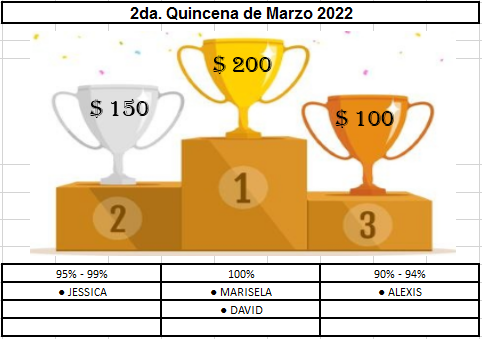 2da. Quincena de Marzo 2022
$ 200
$ 150
$ 100
1
2
3
95% - 99% 100% 90% - 94%
● JESSICA ● MARISELA ● ALEXIS
● DAVID